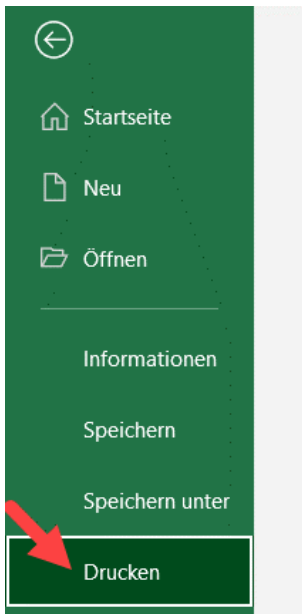 Startseite
Neu
Öffnen
Informationen
Speichern
Speichern unter
Drucken